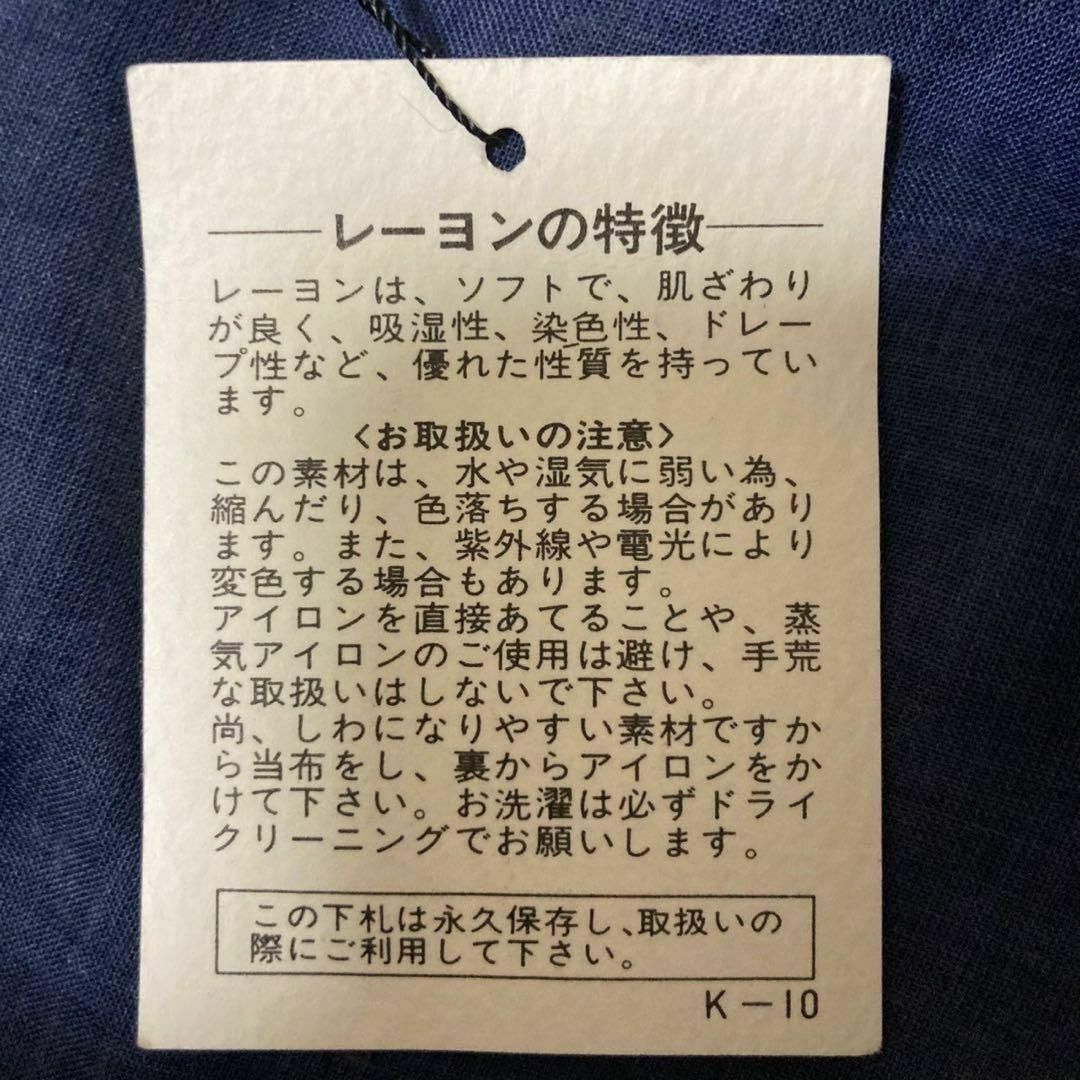 レーヨンの特徴
レーヨンは、ソフトで、肌ざわり
が良く、吸湿性、染色性、ドレー
プ性など、優れた性質を持ってい
ます。
〈お取扱いの注意〉
この素材は、水や湿気に弱い為、
縮んだり、色落ちする場合があり
ます。また、紫外線や電光により
変色する場合もあります。
アイロンを直接あてることや、蒸
気アイロンのご使用は避け、手荒
な取扱いはしないで下さい。
尚、しわになりやすい素材ですか
ら当布をし、裏からアイロンをか
けて下さい。お洗濯は必ずドライ
クリーニングでお願いします。
この下札は永久保存し、取扱いの
際にご利用して下さい。
K－10